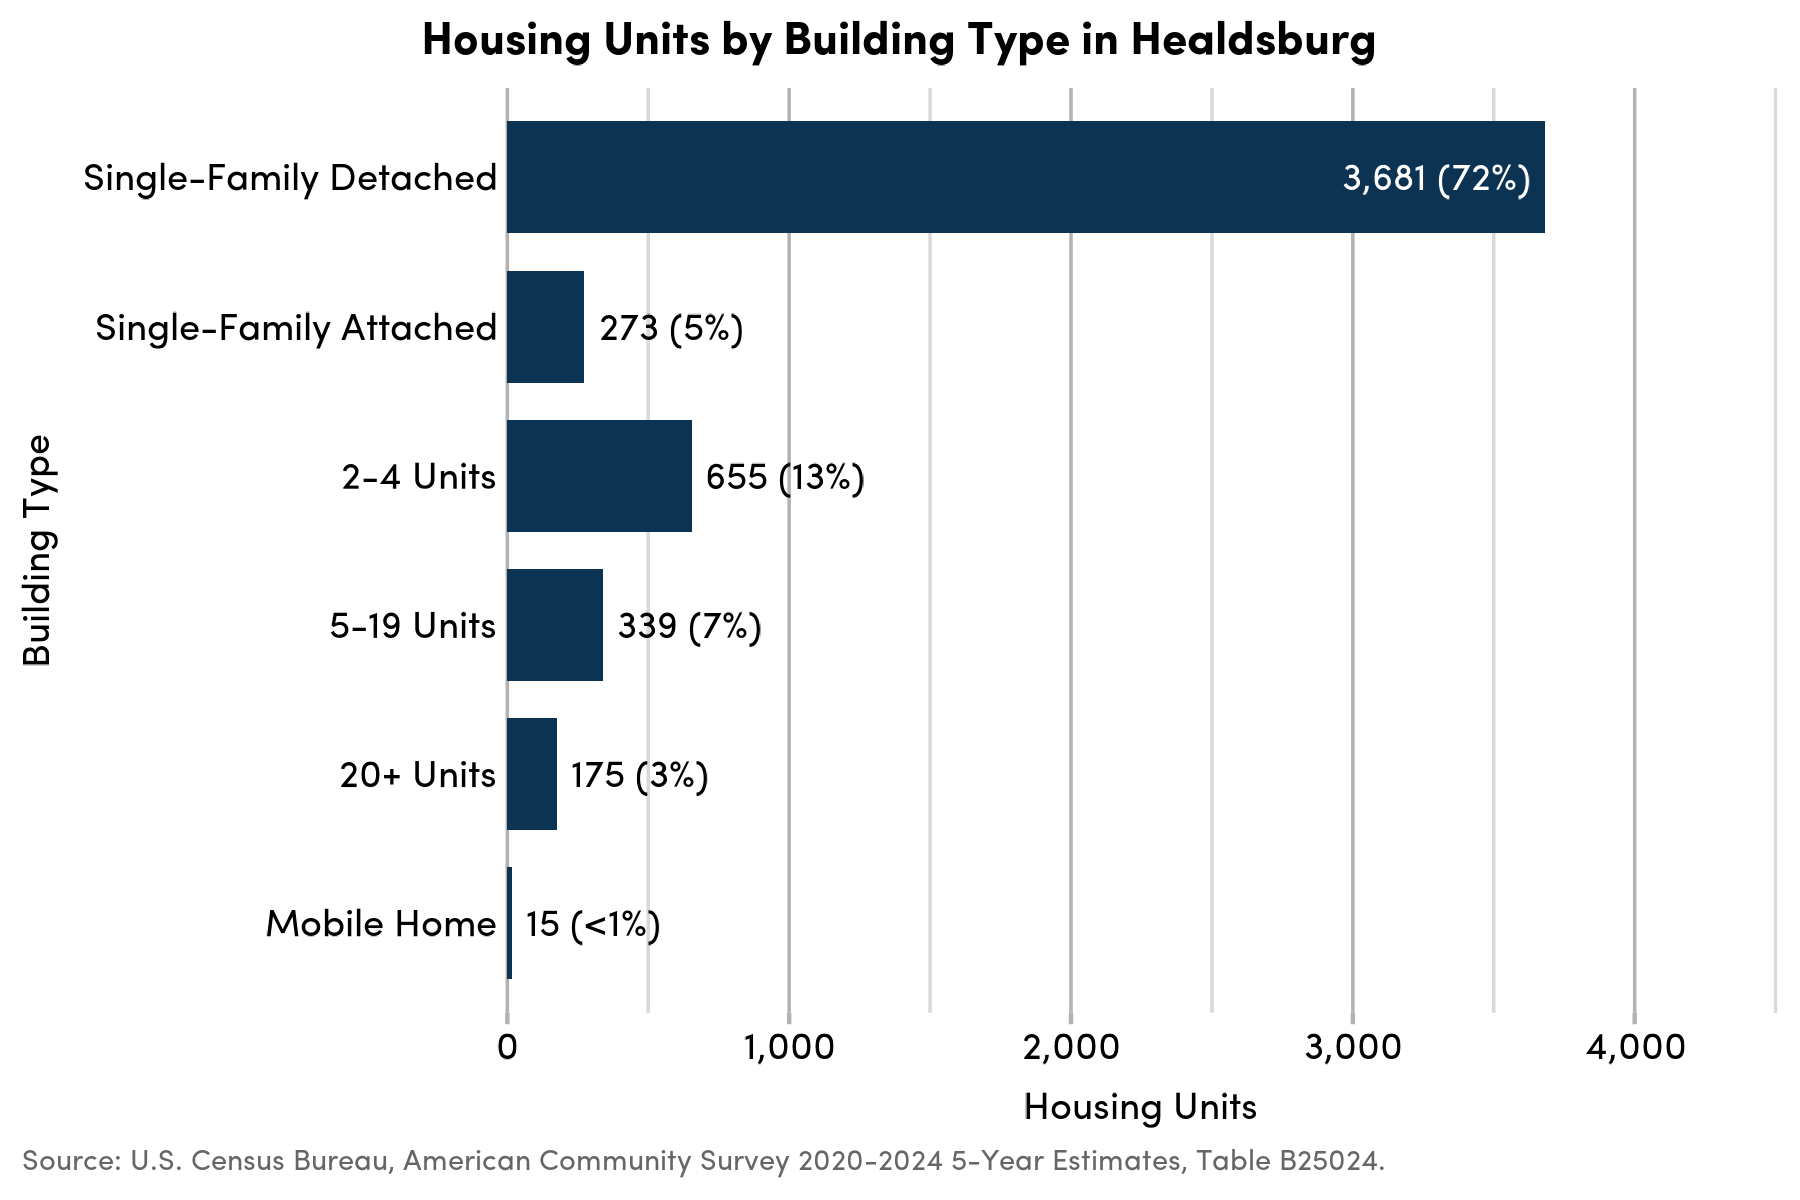 Housing Units by Building Type in Healdsburg
Single-Family Detached
3,681 (72%)
Single-Family Attached
273 (5%)
2-4 Units
655 (13%)
5-19 Units
339 (7%)
20+ Units
175 (3%)
Mobile Home
15 (<1%)
Building Type
0
1,000
2,000
3,000
4,000
Housing Units
Source: U.S. Census Bureau, American Community Survey 2020-2024 5-Year Estimates, Table B25024.